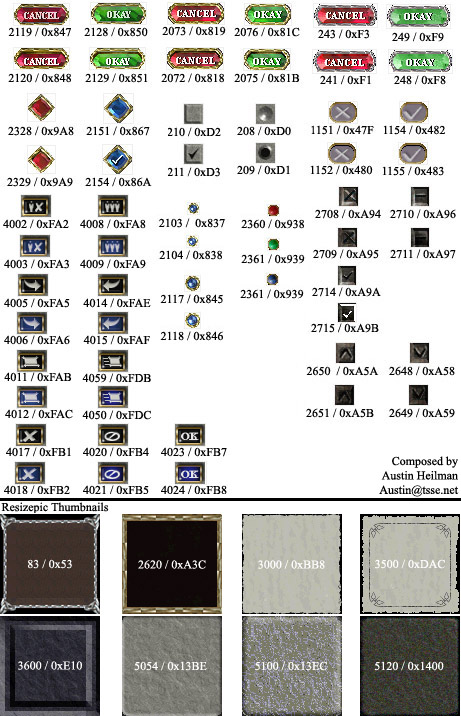 CANCEL OKAY CANCEL OKAY CANCEL OKAY
2119 / 0x847 2128 / 0x850 2073 / 0x819 2076 / 0x81C 243 / 0xF3 249 / 0xF9
CANCEL OKAY CANCEL OKAY CANCEL OKAY
2120 / 0x848 2129 / 0x851 2072 / 0x818 2075 / 0x81B 241 / 0xF1 248 / 0xF8
2328 / 0x9A8 2151 / 0x867 210 / 0xD2 208 / 0xD0 1151 / 0x47F 1154 / 0x482
2329 / 0x9A9 2154 / 0x86A 211 / 0xD3 209 / 0xD1 1152 / 0x480 1155 / 0x483
4002 / 0xFA2 4008 / 0xFA8 2103 / 0x837 2360 / 0x938 2708 / 0xA94 2710 / 0xA96
4003 / 0xFA3 4009 / 0xFA9 2104 / 0x838 2361 / 0x939 2709 / 0xA95 2711 / 0xA97
4005 / 0xFA5 4014 / 0xFAE 2117 / 0x845 2361 / 0x939 2714 / 0xA9A
4006 / 0xFA6 4015 / 0xFAF 2118 / 0x846 2715 / 0xA9B
4011 / 0xFAB 4059 / 0xFDB 2650 / 0xA5A 2648 / 0xA58
4012 / 0xFAC 4050 / 0xFDC 2651 / 0xA5B 2649 / 0xA59
OK
4017 / 0xFB1 4020 / 0xFB4 4023 / 0xFB7
OK
4018 / 0xFB2 4021 / 0xFB5 4024 / 0xFB8
Composed by
Austin Heilman
Austin@tsse.net
Resizepic Thumbnails
83 / 0x53 2620 / 0xA3C 3000 / 0xBB8 3500 / 0xDAC
3600 / 0xE10 5054 / 0x13BE 5100 / 0x13EC 5120 / 0x1400